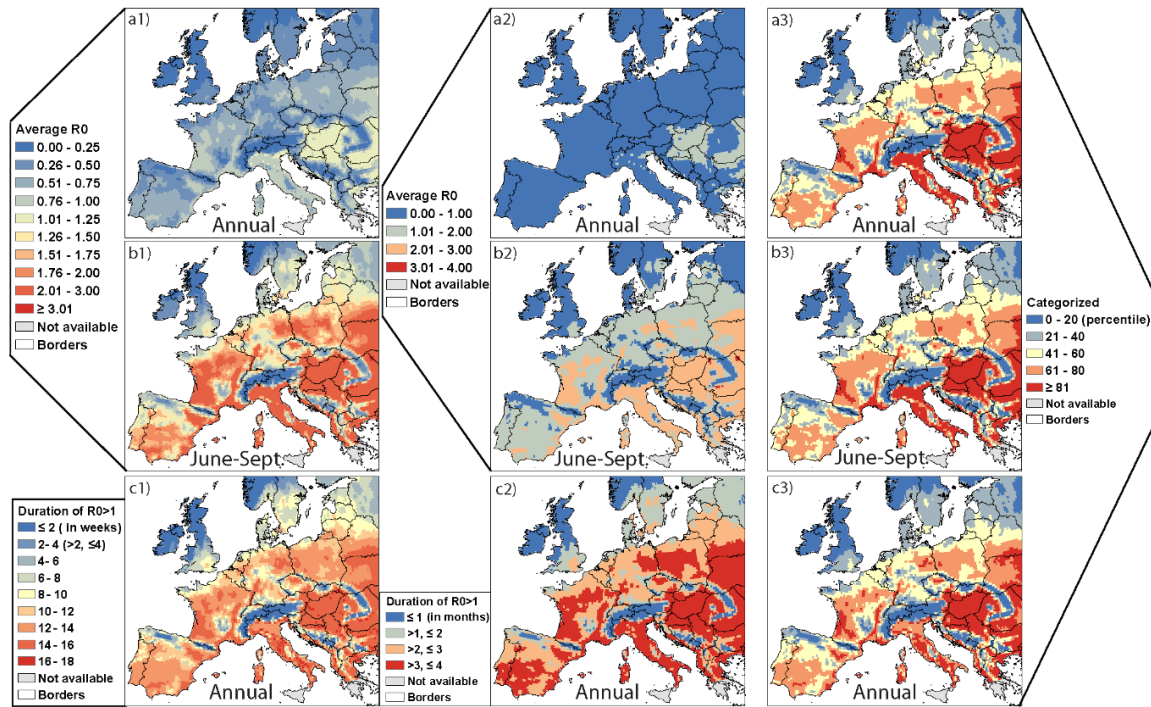 a1)
Annual
a2)
Annual
a3)
Annual
Average R0
0.00 - 0.25
0.26 - 0.50
0.51 - 0.75
0.76 - 1.00
1.01 - 1.25
1.26 - 1.50
1.51 - 1.75
1.76 - 2.00
2.01 - 3.00
≥ 3.01
Not available
Borders
Average R0
0.00 - 1.00
1.01 - 2.00
2.01 - 3.00
3.01 - 4.00
Not available
Borders
b1)
June-Sept.
b2)
June-Sept.
b3)
June-Sept.
Categorized
0 - 20 (percentile)
21 - 40
41 - 60
61 - 80
≥ 81
Not available
Borders
Duration of R0>1
≤ 2 ( in weeks)
2- 4 (>2, ≤4)
4- 6
6 - 8
8 - 10
10 - 12
12 - 14
14 - 16
16 - 18
Not available
Borders
c1)
Annual
Duration of R0>1
≤ 1 (in months)
>1, ≤ 2
>2, ≤ 3
>3, ≤ 4
Not available
Borders
c2)
Annual
c3)
Annual